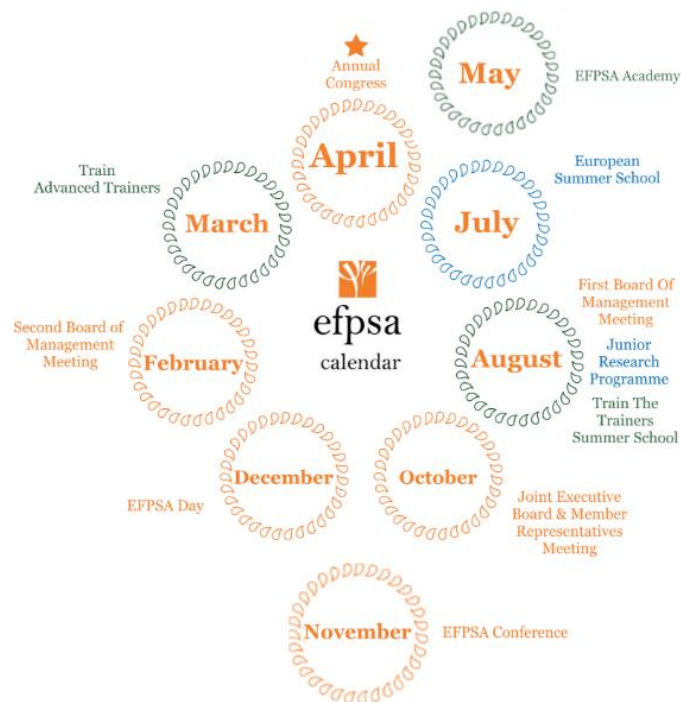 Annual
Congress
May
EFPSA Academy
April
Train
Advanced Trainers
March
European
Summer School
July
efpsa
calendar
Second Board of
Management
Meeting
February
First Board Of
Management
Meeting
August
Junior
Research
Programme
Train The
Trainers
Summer School
December
EFPSA Day
October
Joint Executive
Board & Member
Representatives
Meeting
November
EFPSA Conference